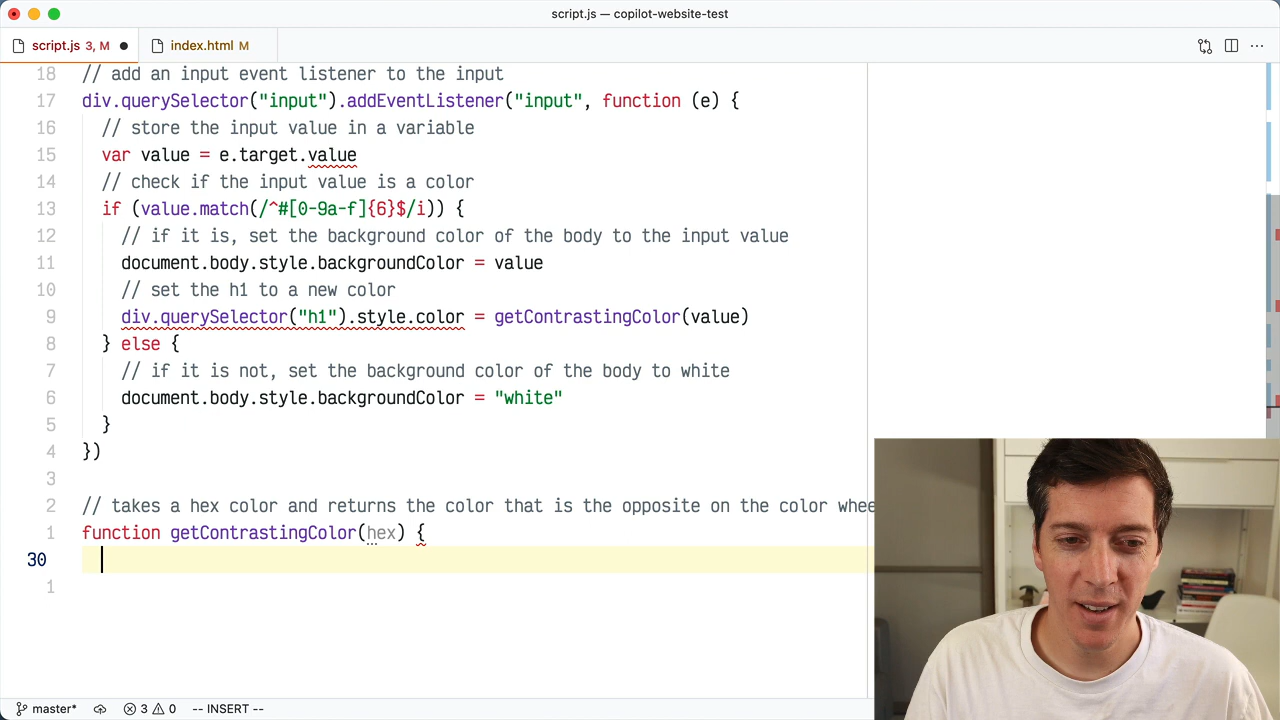 script.js — copilot-website-test
script.js 3, M ● index.html M
18 // add an input event listener to the input
17 div.querySelector("input").addEventListener("input", function (e) {
16 // store the input value in a variable
15 var value = e.target.value
14 // check if the input value is a color
13 if (value.match(/^#[0-9a-f]{6}$/i)) {
12 // if it is, set the background color of the body to the input value
11 document.body.style.backgroundColor = value
10 // set the h1 to a new color
9 div.querySelector("h1").style.color = getContrastingColor(value)
8 } else {
7 // if it is not, set the background color of the body to white
6 document.body.style.backgroundColor = "white"
5 }
4 })
3
2 // takes a hex color and returns the color that is the opposite on the color whee
1 function getContrastingColor(hex) {
30
1
master* 3 0 -- INSERT --